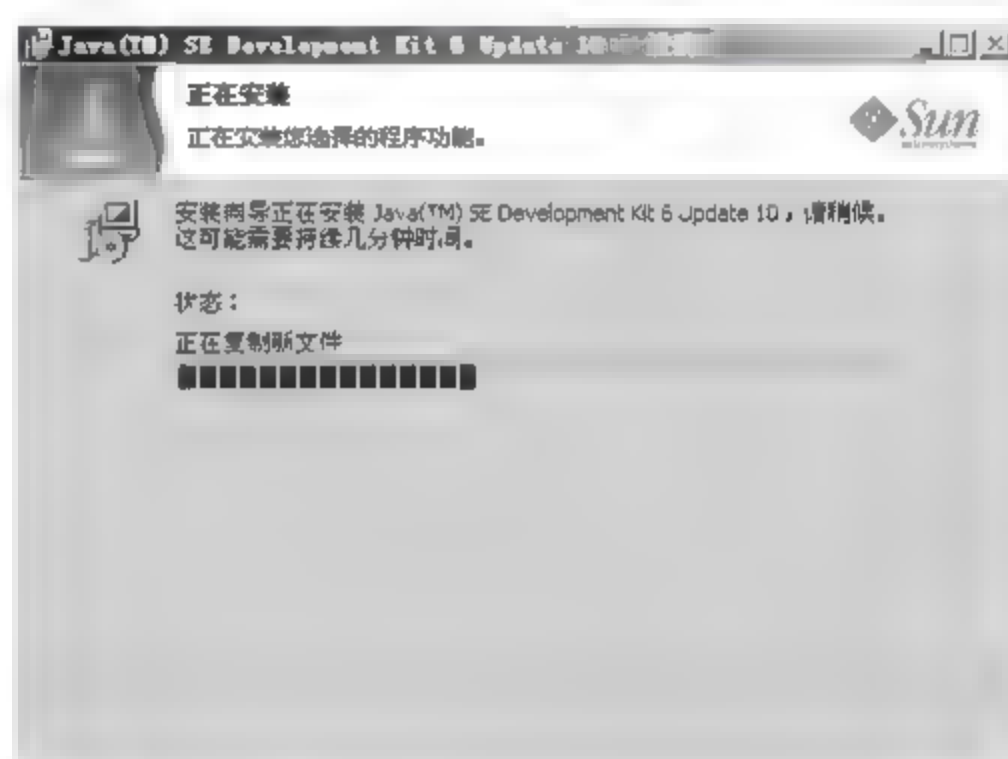 Java(TM) SE Development Kit 6 Update 10
正在安装
正在安装您选择的程序功能。
Sun
安装向导正在安装 Java(TM) SE Development Kit 6 Update 10，请稍候。
这可能需要持续几分钟时间。
状态：
正在复制新文件